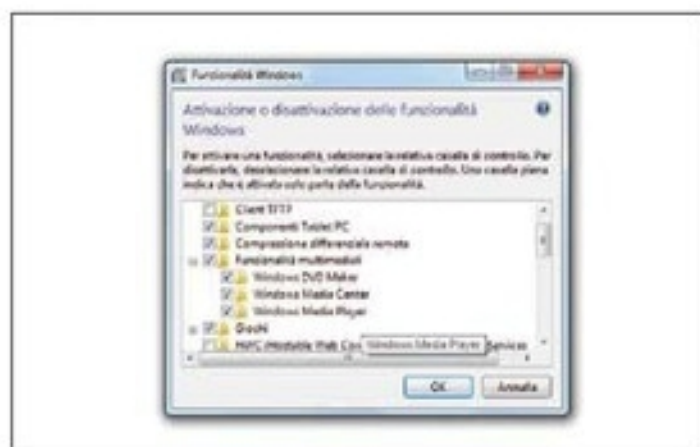 Funzionalità Windows
Attivazione o disattivazione delle funzionalità
Windows
Per attivare una funzionalità, selezionare la relativa casella di controllo. Per
disattivarla, deselezionare la relativa casella di controllo. Una casella piena
indica che è attivata solo parte della funzionalità.
Client TFTP
Componenti Tablet PC
Compressione differenziale remota
Funzionalità multimediali
Windows DVD Maker
Windows Media Center
Windows Media Player
Giochi
Hostable Web Windows Media Player Services
OK Annulla